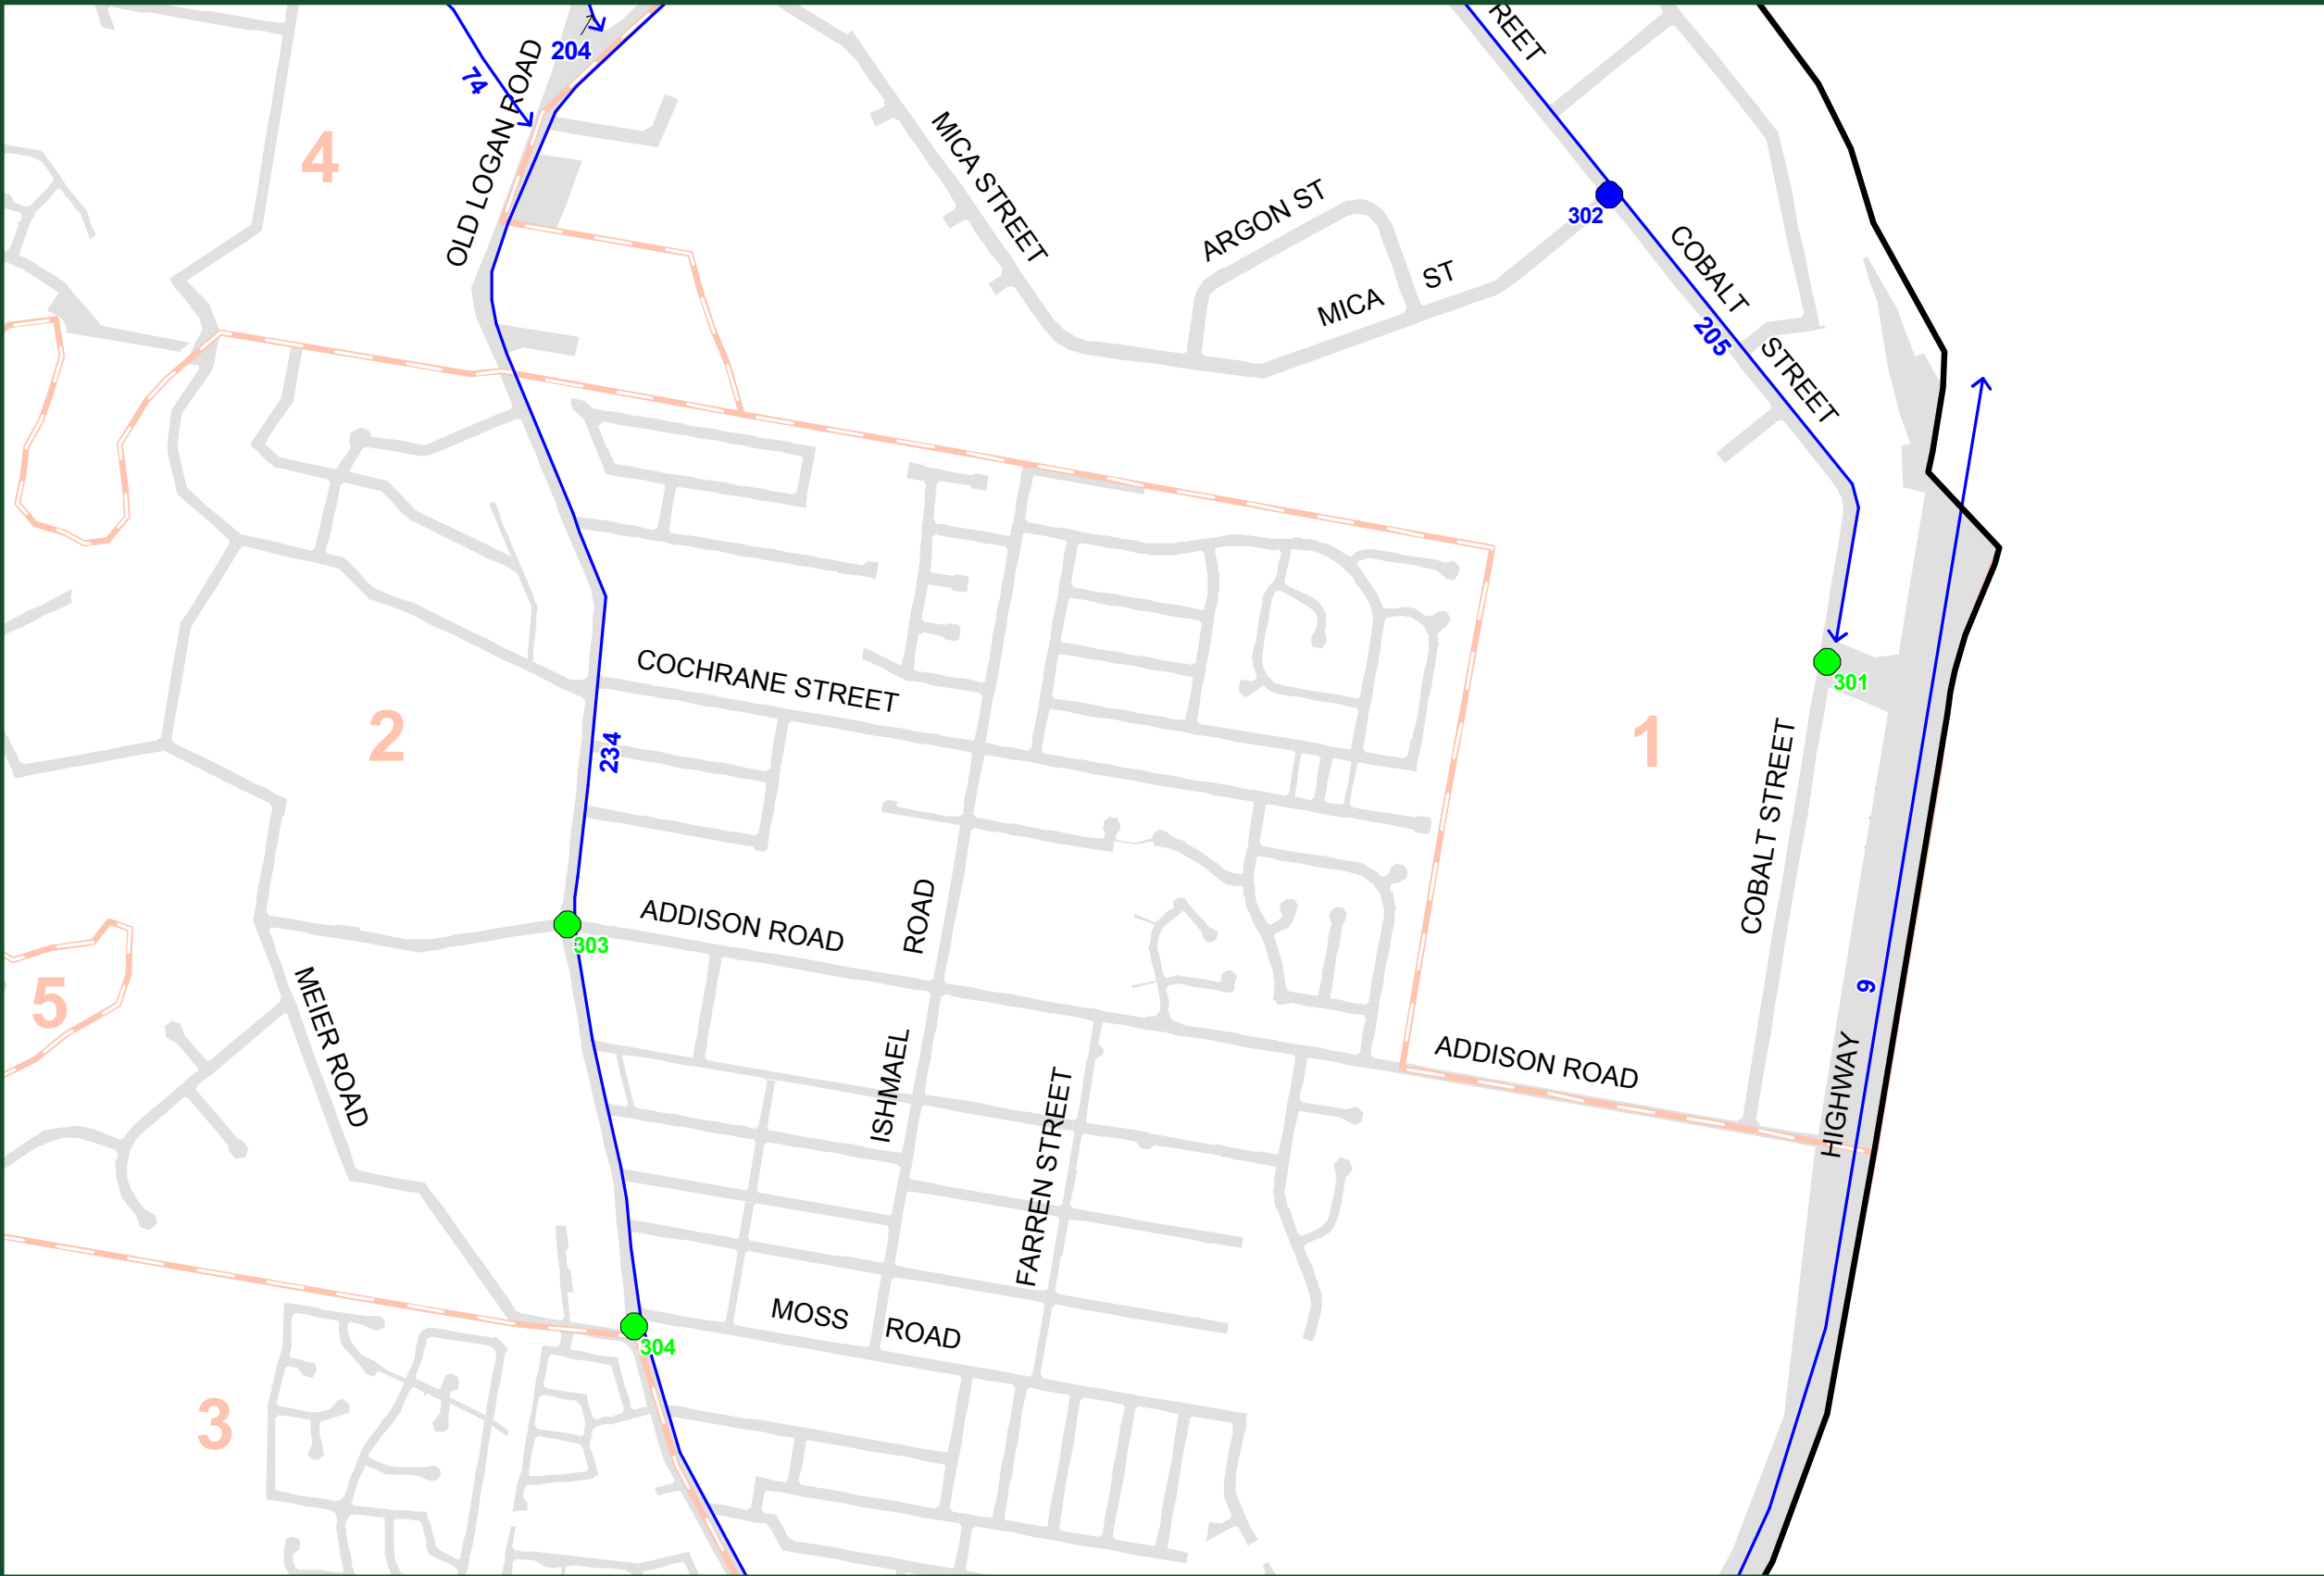 REET
204
OLD LOGAN ROAD
74
4
MICA STREET
ARGON ST
302
COBALT
MICA
ST
205
STREET
COCHRANE STREET
301
2
234
1
COBALT STREET
ADDISON ROAD
ROAD
303
5
MEIER ROAD
9
ISHMAEL
ADDISON ROAD
HIGHWAY
FARREN STREET
MOSS
ROAD
304
3